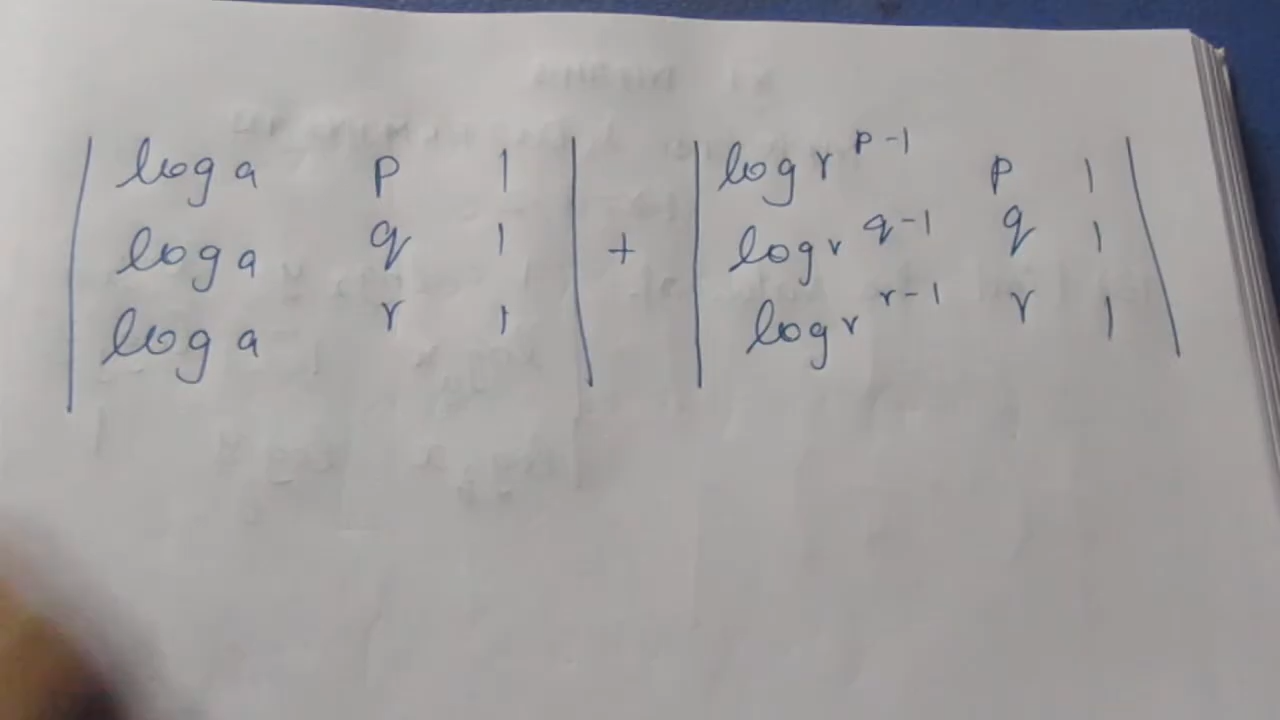 | log a p 1 | + | log r^{p-1} p 1 |
| log a q 1 | | log r^{q-1} q 1 |
| log a r 1 | | log r^{r-1} r 1 |